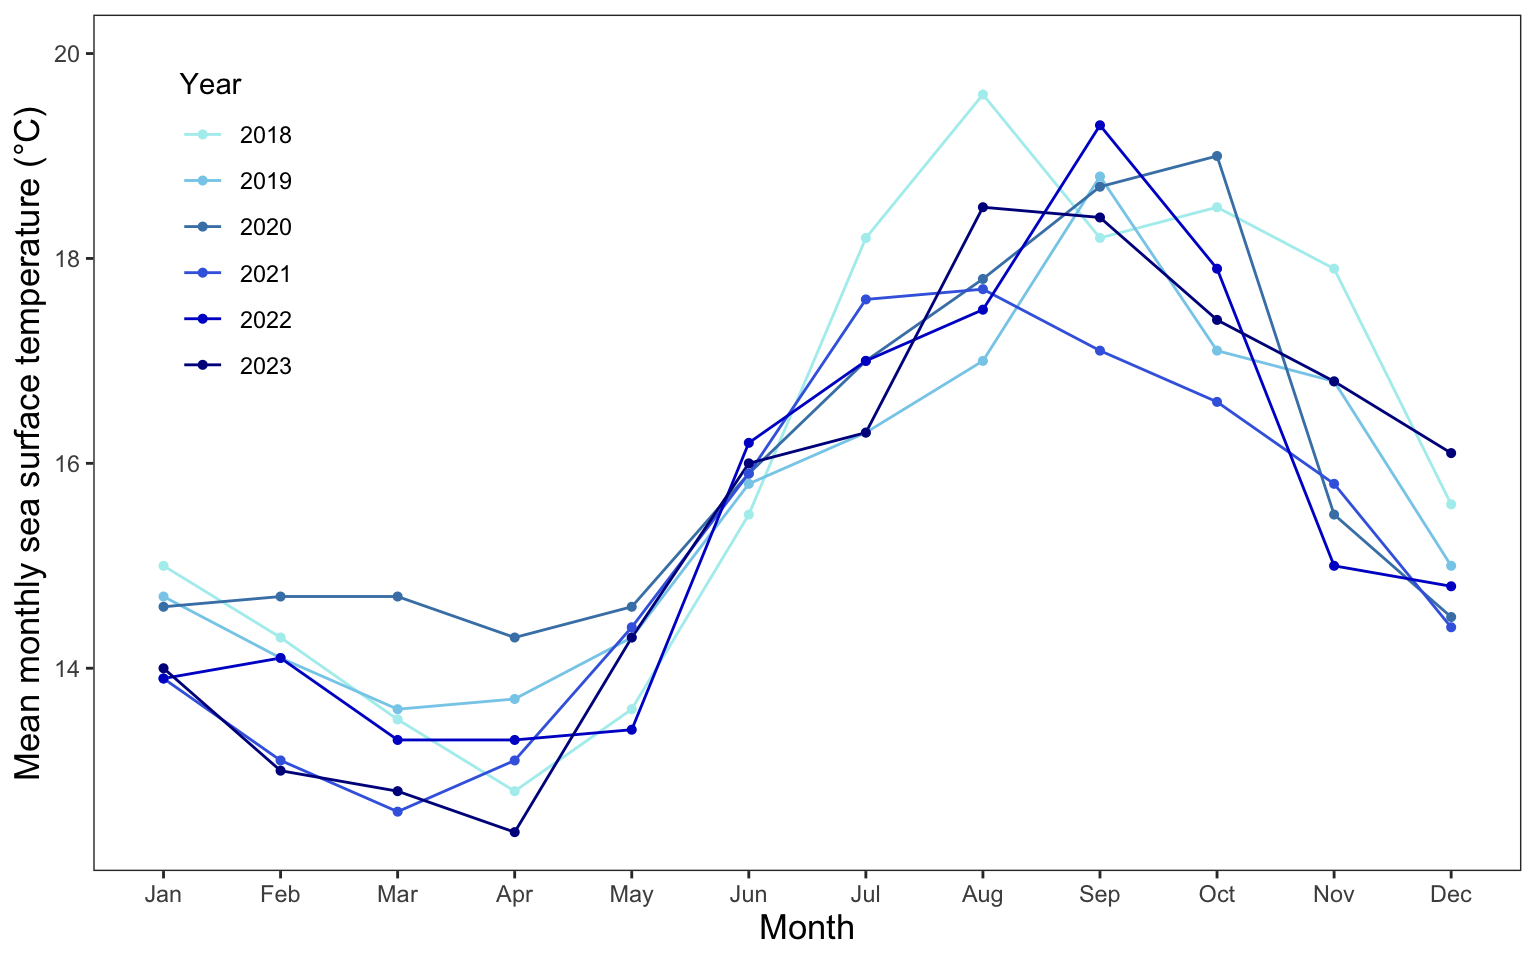 Mean monthly sea surface temperature (°C)
20
18
16
14
Year
2018
2019
2020
2021
2022
2023
Jan Feb Mar Apr May Jun Jul Aug Sep Oct Nov Dec
Month